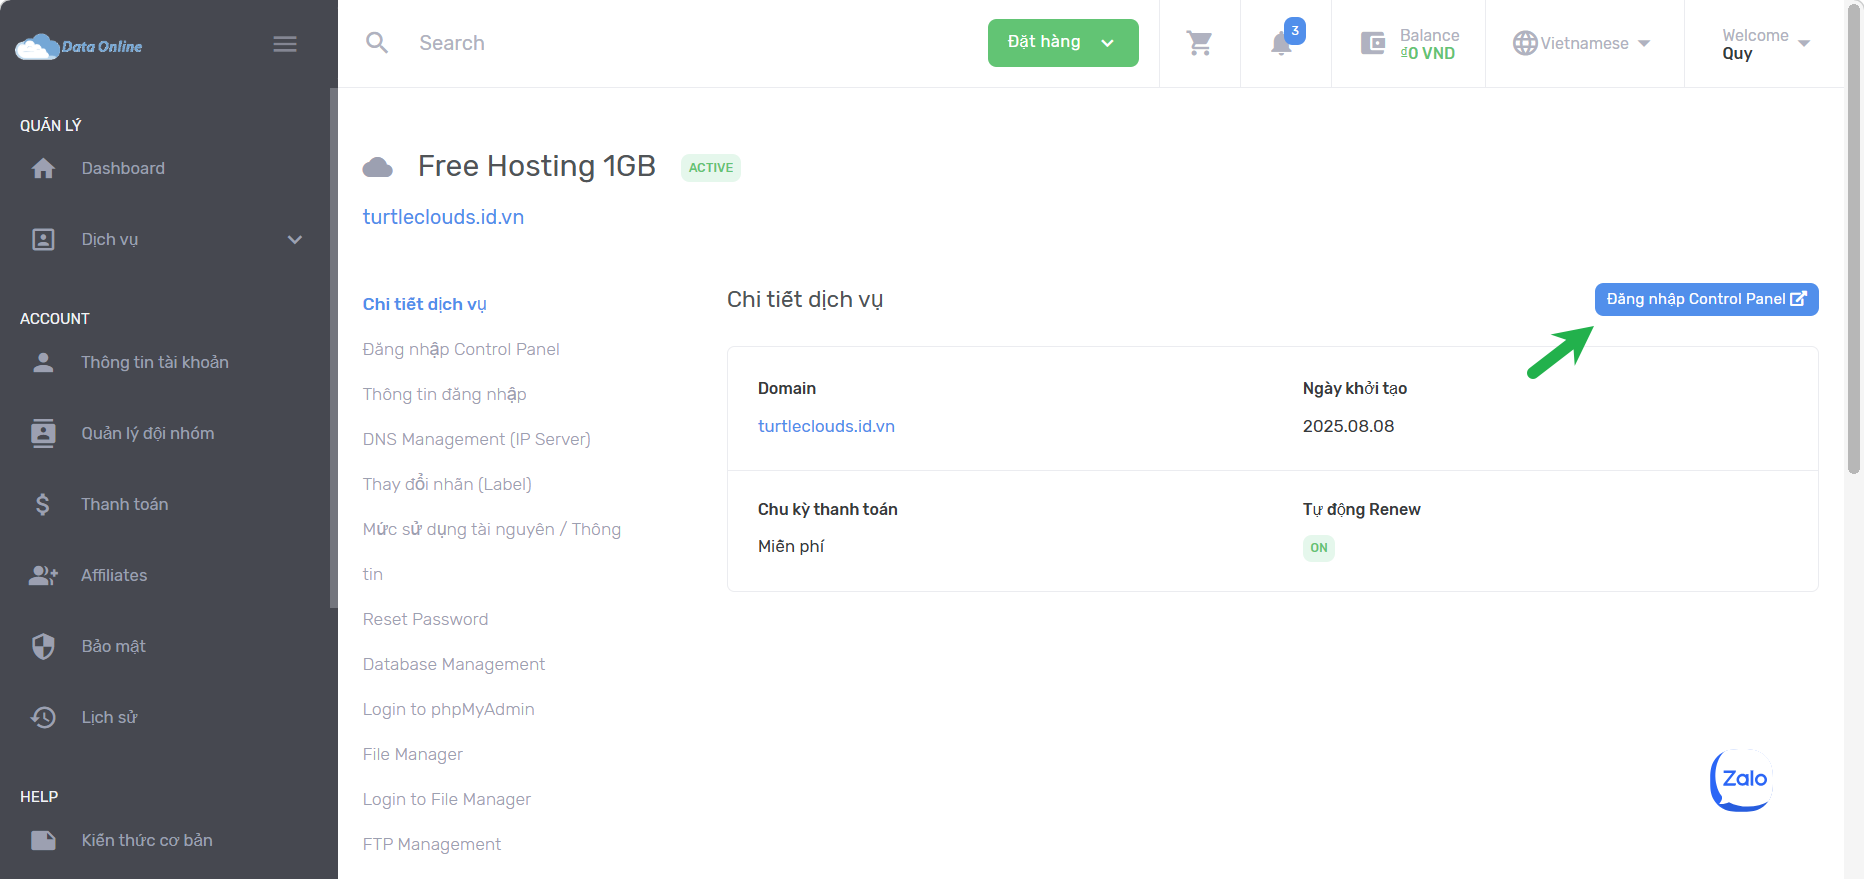 Data Online
Search
Đặt hàng
3
Balance
₫0 VND
Vietnamese
Welcome
Quy
QUẢN LÝ
Dashboard
Dịch vụ
ACCOUNT
Thông tin tài khoản
Quản lý đội nhóm
Thanh toán
Affiliates
Bảo mật
Lịch sử
HELP
Kiến thức cơ bản
Free Hosting 1GB
ACTIVE
turtleclouds.id.vn
Chi tiết dịch vụ
Đăng nhập Control Panel
Thông tin đăng nhập
DNS Management (IP Server)
Thay đổi nhãn (Label)
Mức sử dụng tài nguyên / Thông
tin
Reset Password
Database Management
Login to phpMyAdmin
File Manager
Login to File Manager
FTP Management
Chi tiết dịch vụ
Đăng nhập Control Panel
Domain
turtleclouds.id.vn
Ngày khởi tạo
2025.08.08
Chu kỳ thanh toán
Miễn phí
Tự động Renew
ON
Zalo